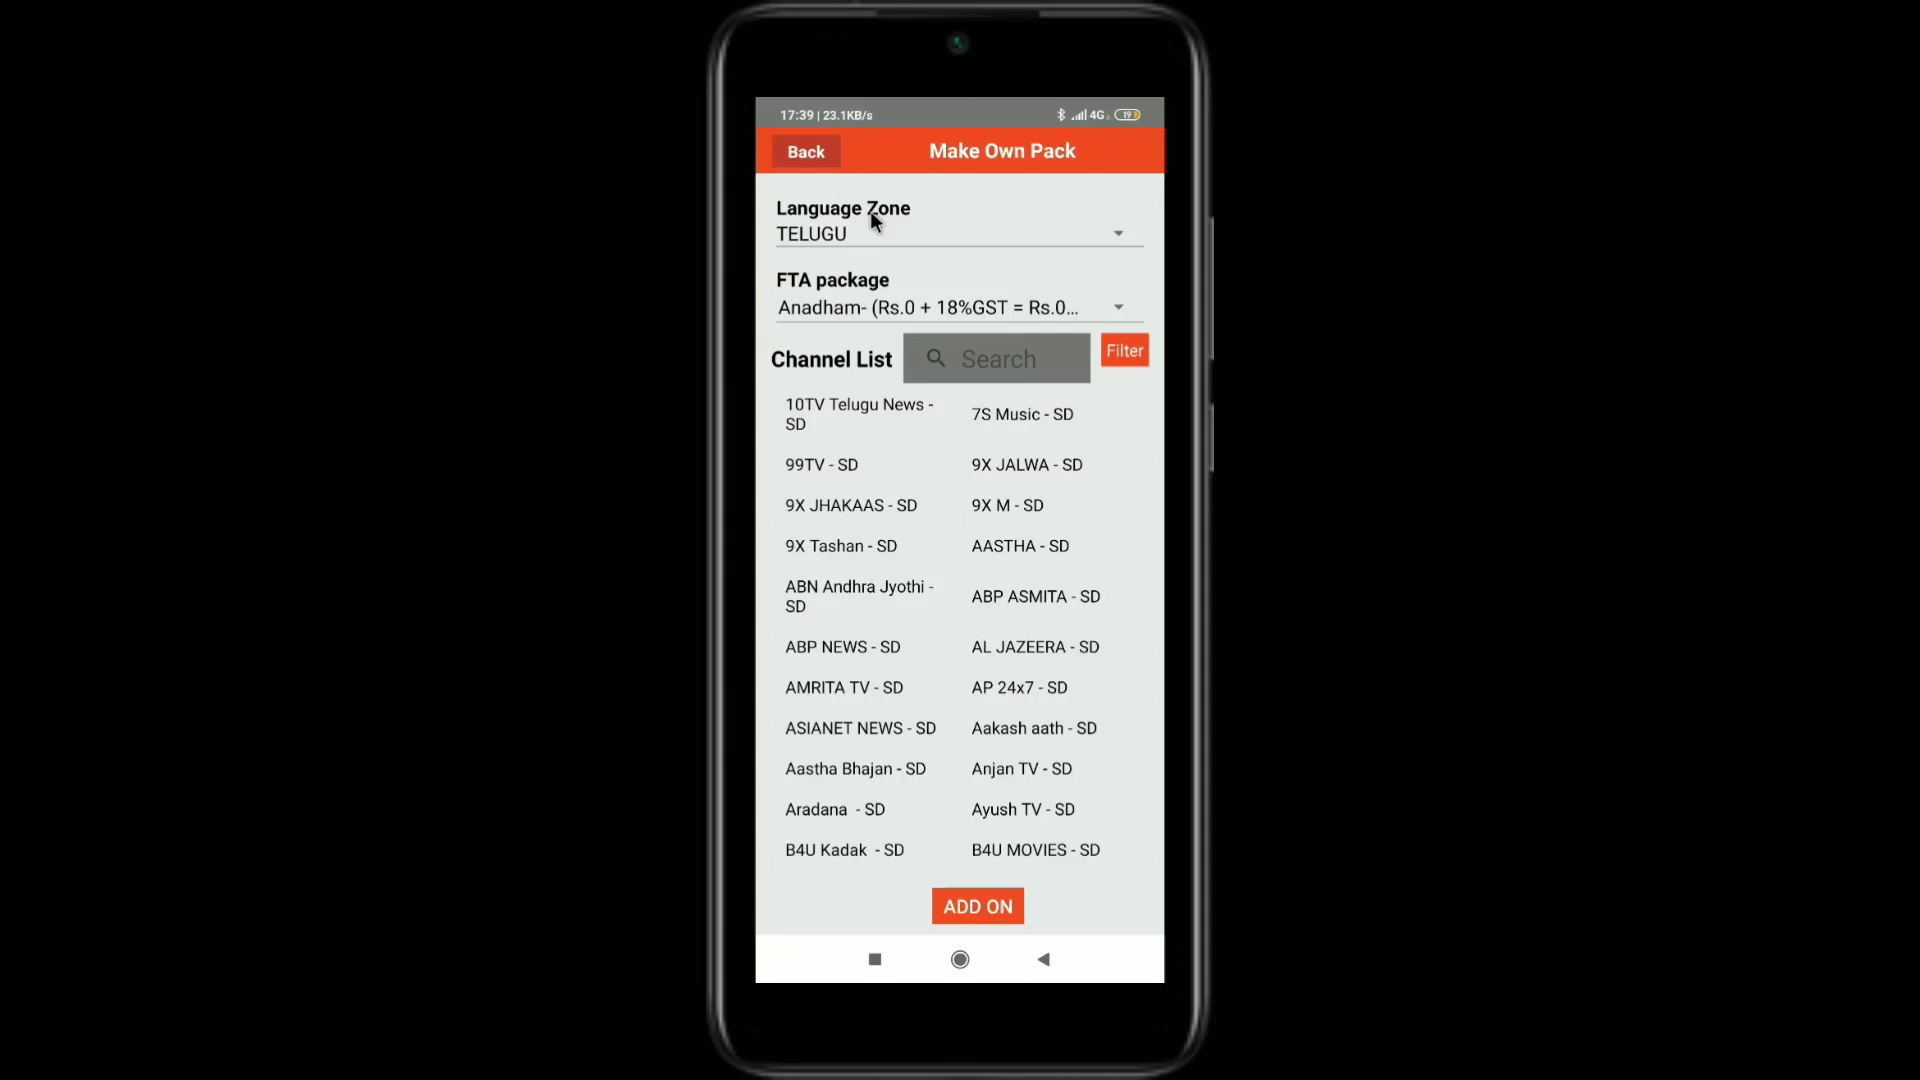 17:39 | 23.1KB/s 4G 19
Back Make Own Pack
Language Zone
TELUGU
FTA package
Anadham- (Rs.0 + 18%GST = Rs.0...
Channel List Search Filter
10TV Telugu News -
SD
7S Music - SD
99TV - SD 9X JALWA - SD
9X JHAKAAS - SD 9X M - SD
9X Tashan - SD AASTHA - SD
ABN Andhra Jyothi -
SD
ABP ASMITA - SD
ABP NEWS - SD AL JAZEERA - SD
AMRITA TV - SD AP 24x7 - SD
ASIANET NEWS - SD Aakash aath - SD
Aastha Bhajan - SD Anjan TV - SD
Aradana  - SD Ayush TV - SD
B4U Kadak  - SD B4U MOVIES - SD
ADD ON